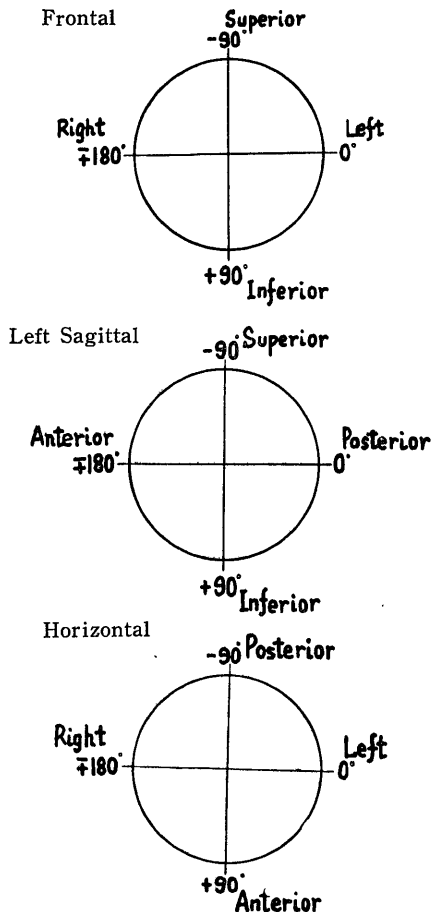 Frontal
Superior
-90°
Right
Left
∓180°
0°
+90°
Inferior
Left Sagittal
-90° Superior
Anterior
Posterior
∓180°
0°
+90°
Inferior
Horizontal
-90° Posterior
Right
Left
∓180°
0°
+90°
Anterior